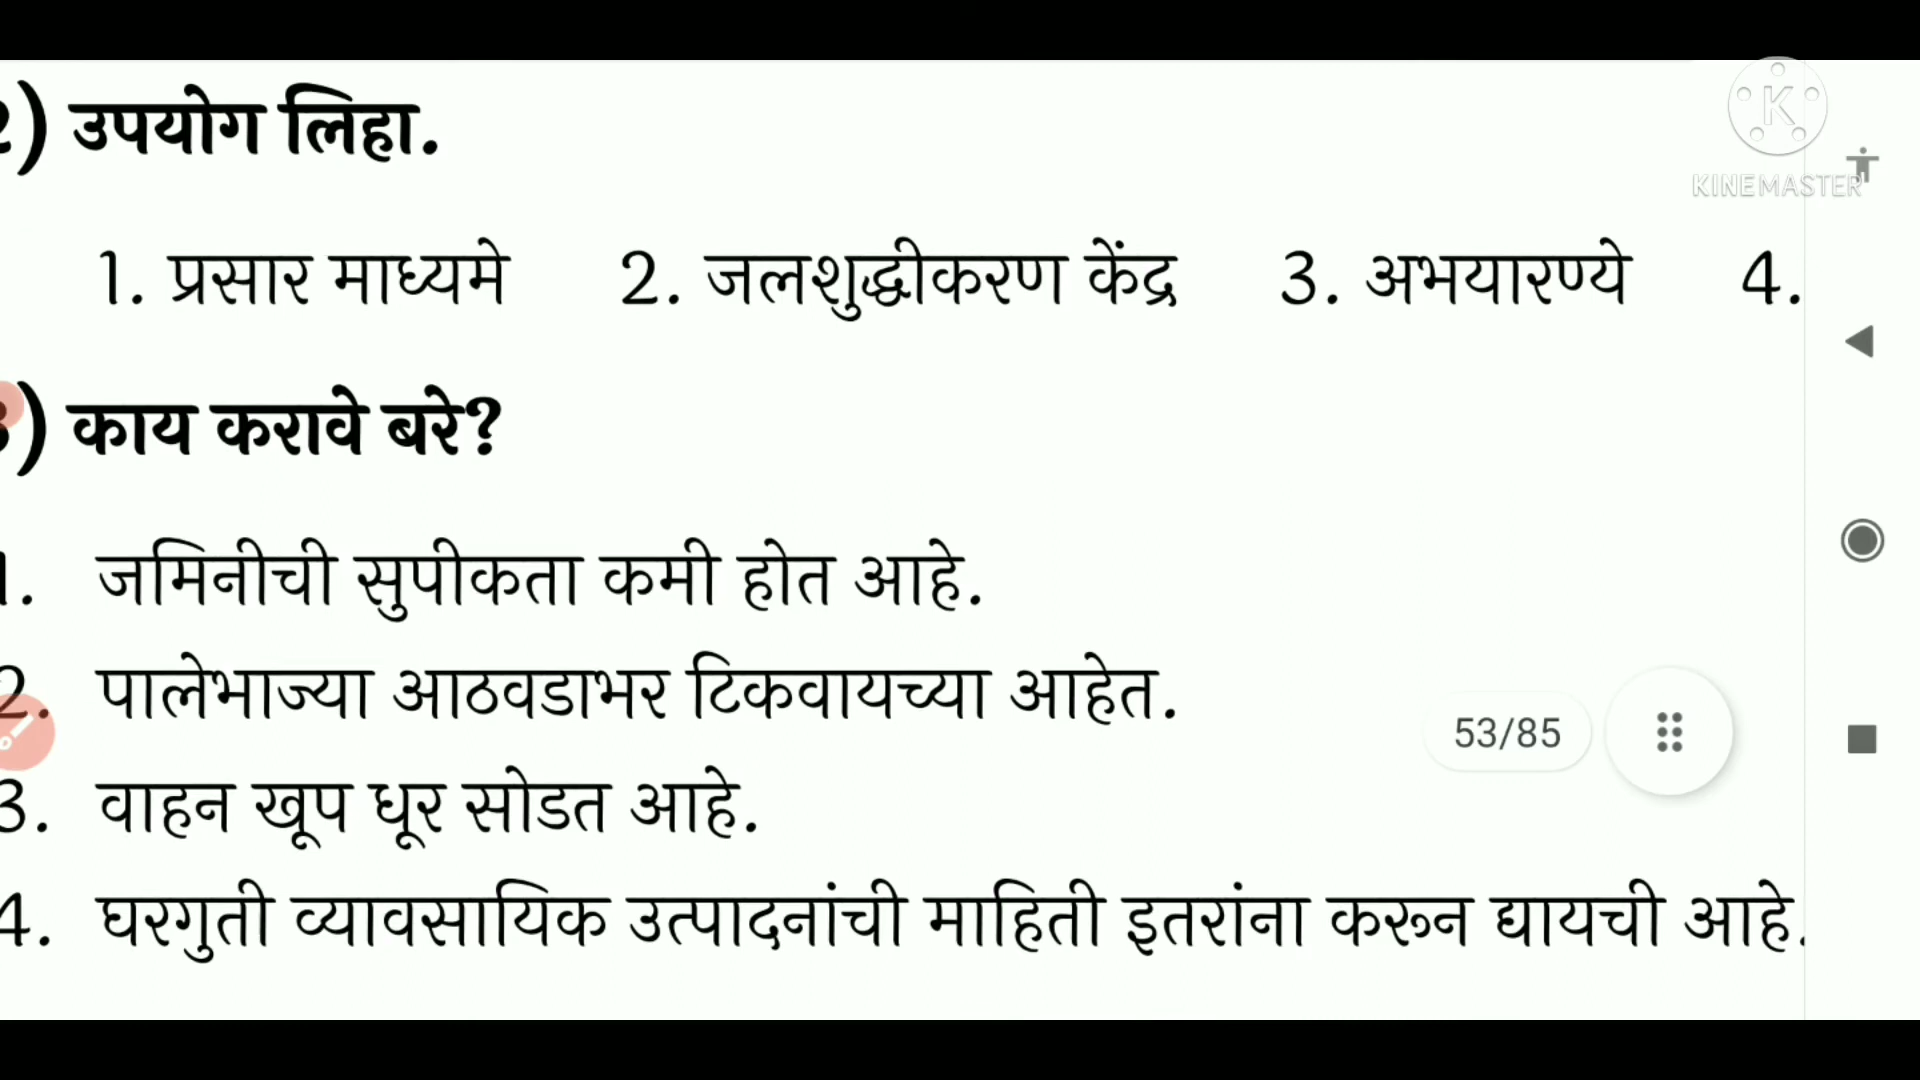 २) उपयोग लिहा.
KINEMASTER
1. प्रसार माध्यमे 2. जलशुद्धीकरण केंद्र 3. अभयारण्ये 4.
) काय करावे बरे?
1. जमिनीची सुपीकता कमी होत आहे.
2. पालेभाज्या आठवडाभर टिकवायच्या आहेत.
53/85
3. वाहन खूप धूर सोडत आहे.
4. घरगुती व्यावसायिक उत्पादनांची माहिती इतरांना करून द्यायची आहे.